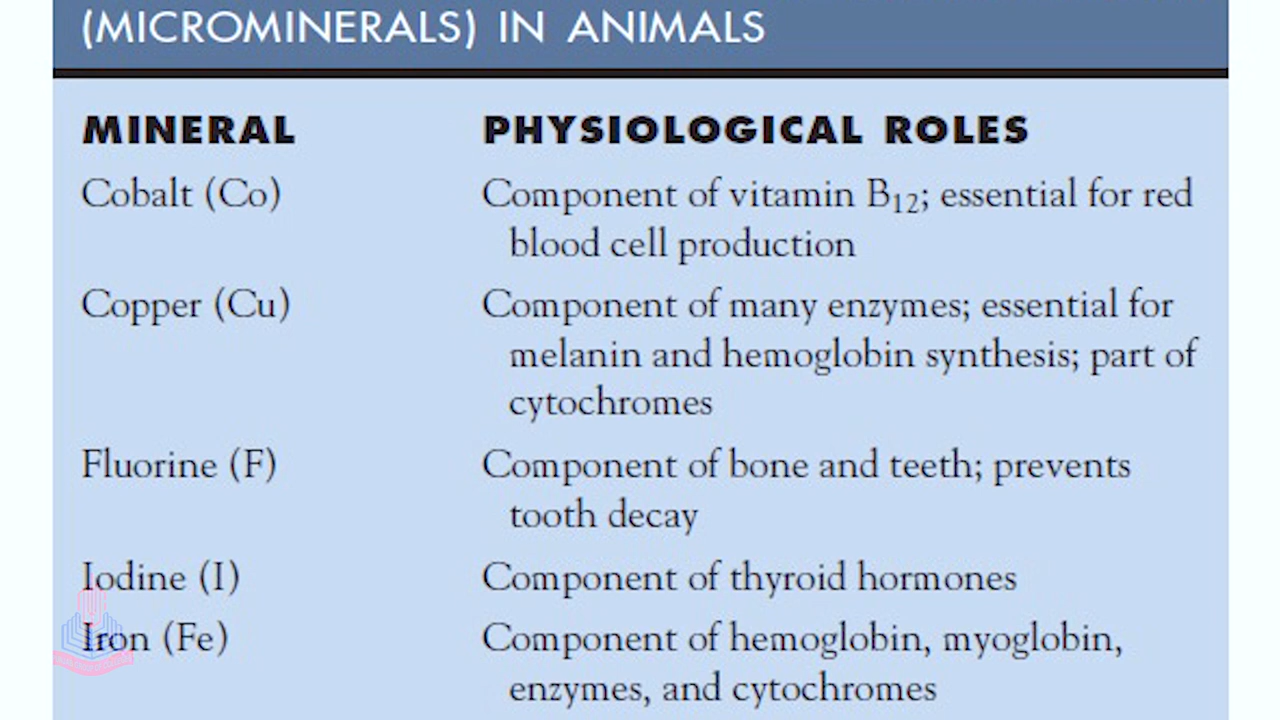 (MICROMINERALS) IN ANIMALS
MINERAL PHYSIOLOGICAL ROLES
Cobalt (Co) Component of vitamin B₁₂; essential for red
blood cell production
Copper (Cu) Component of many enzymes; essential for
melanin and hemoglobin synthesis; part of
cytochromes
Fluorine (F) Component of bone and teeth; prevents
tooth decay
Iodine (I) Component of thyroid hormones
Iron (Fe) Component of hemoglobin, myoglobin,
enzymes, and cytochromes